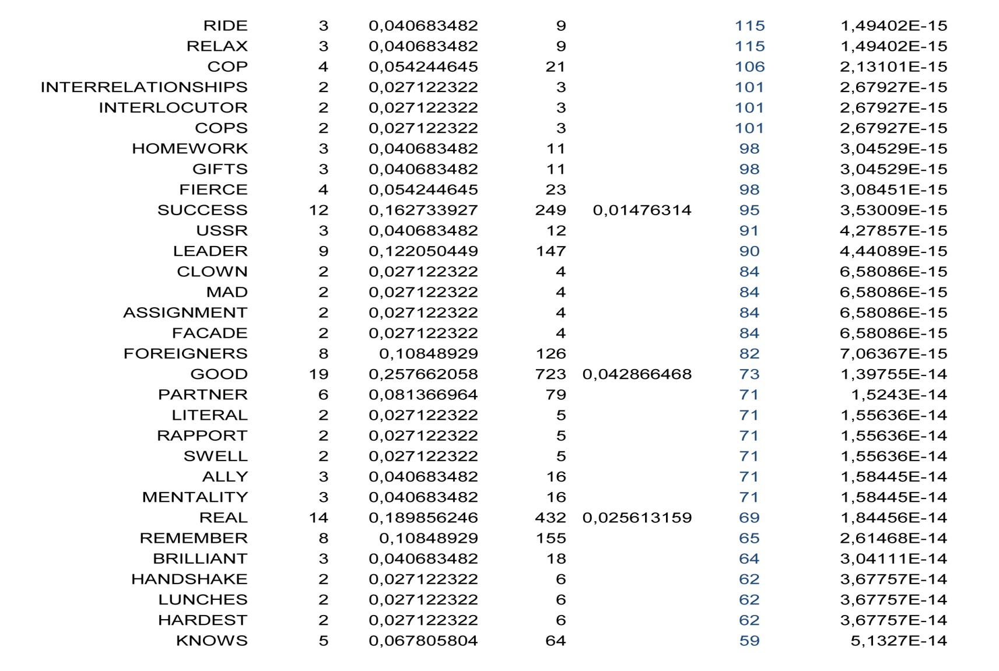 RIDE 3 0,040683482 9 115 1,49402E-15
RELAX 3 0,040683482 9 115 1,49402E-15
COP 4 0,054244645 21 106 2,13101E-15
INTERRELATIONSHIPS 2 0,027122322 3 101 2,67927E-15
INTERLOCUTOR 2 0,027122322 3 101 2,67927E-15
COPS 2 0,027122322 3 101 2,67927E-15
HOMEWORK 3 0,040683482 11 98 3,04529E-15
GIFTS 3 0,040683482 11 98 3,04529E-15
FIERCE 4 0,054244645 23 98 3,08451E-15
SUCCESS 12 0,162733927 249 0,01476314 95 3,53009E-15
USSR 3 0,040683482 12 91 4,27857E-15
LEADER 9 0,122050449 147 90 4,44089E-15
CLOWN 2 0,027122322 4 84 6,58086E-15
MAD 2 0,027122322 4 84 6,58086E-15
ASSIGNMENT 2 0,027122322 4 84 6,58086E-15
FACADE 2 0,027122322 4 84 6,58086E-15
FOREIGNERS 8 0,10848929 126 82 7,06367E-15
GOOD 19 0,257662058 723 0,042866468 73 1,39755E-14
PARTNER 6 0,081366964 79 71 1,5243E-14
LITERAL 2 0,027122322 5 71 1,55636E-14
RAPPORT 2 0,027122322 5 71 1,55636E-14
SWELL 2 0,027122322 5 71 1,55636E-14
ALLY 3 0,040683482 16 71 1,58445E-14
MENTALITY 3 0,040683482 16 71 1,58445E-14
REAL 14 0,189856246 432 0,025613159 69 1,84456E-14
REMEMBER 8 0,10848929 155 65 2,61468E-14
BRILLIANT 3 0,040683482 18 64 3,04111E-14
HANDSHAKE 2 0,027122322 6 62 3,67757E-14
LUNCHES 2 0,027122322 6 62 3,67757E-14
HARDEST 2 0,027122322 6 62 3,67757E-14
KNOWS 5 0,067805804 64 59 5,1327E-14